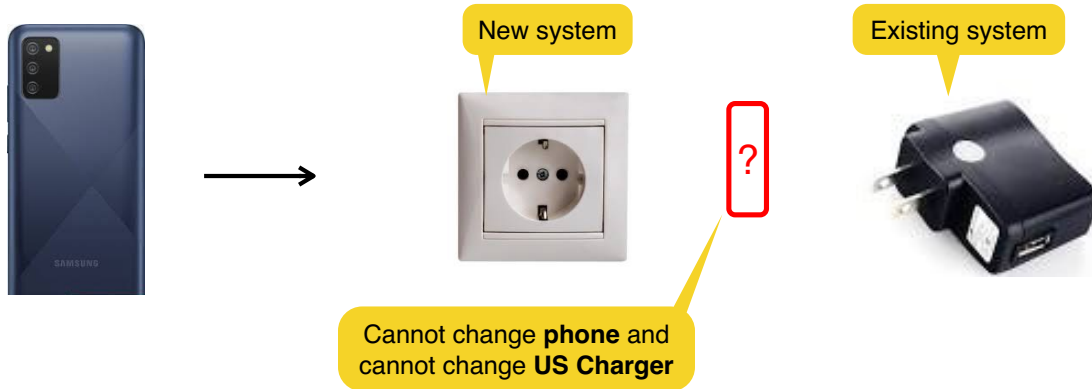 New system
Existing system
?
SAMSUNG
Cannot change phone and
cannot change US Charger